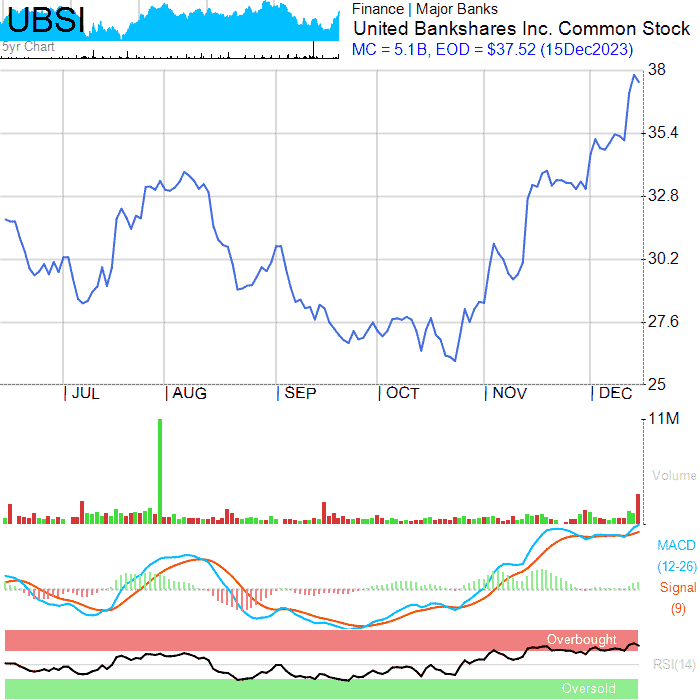 UBSI
5yr Chart
Finance | Major Banks
United Bankshares Inc. Common Stock
MC = 5.1B, EOD = $37.52 (15Dec2023)
38
35.4
32.8
30.2
27.6
25
JUL AUG SEP OCT NOV DEC
11M
Volume
MACD
(12-26)
Signal
(9)
Overbought
RSI(14)
Oversold